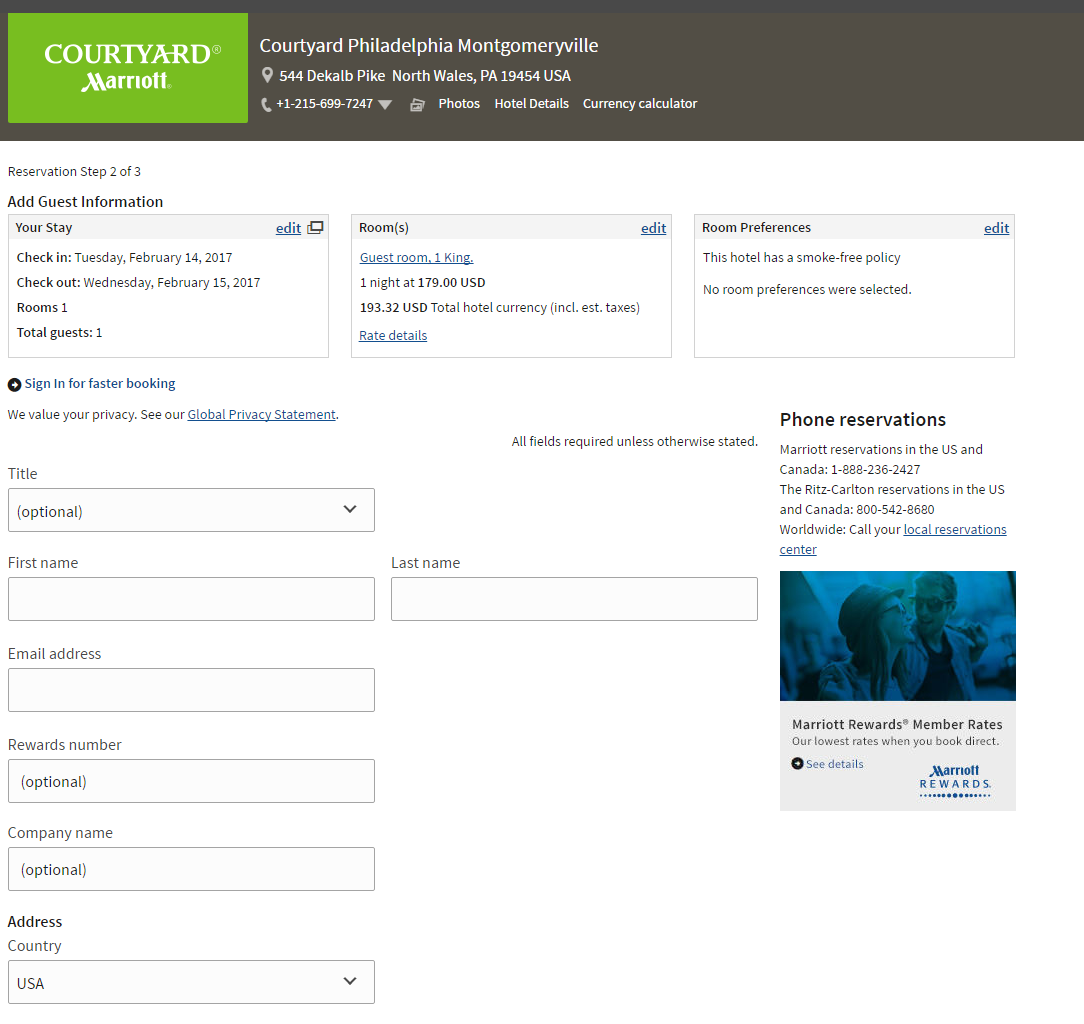 COURTYARD®
Marriott®
Courtyard Philadelphia Montgomeryville
544 Dekalb Pike North Wales, PA 19454 USA
+1-215-699-7247 Photos Hotel Details Currency calculator
Reservation Step 2 of 3
Add Guest Information
Your Stay edit
Check in: Tuesday, February 14, 2017
Check out: Wednesday, February 15, 2017
Rooms 1
Total guests: 1
Room(s) edit
Guest room, 1 King,
1 night at 179.00 USD
193.32 USD Total hotel currency (incl. est. taxes)
Rate details
Room Preferences edit
This hotel has a smoke-free policy
No room preferences were selected.
Sign In for faster booking
We value your privacy. See our Global Privacy Statement.
All fields required unless otherwise stated.
Title
(optional)
First name Last name
Email address
Rewards number
(optional)
Company name
(optional)
Address
Country
USA
Phone reservations
Marriott reservations in the US and
Canada: 1-888-236-2427
The Ritz-Carlton reservations in the US
and Canada: 800-542-8680
Worldwide: Call your local reservations
center
Marriott Rewards® Member Rates
Our lowest rates when you book direct.
See details
Marriott
REWARDS.